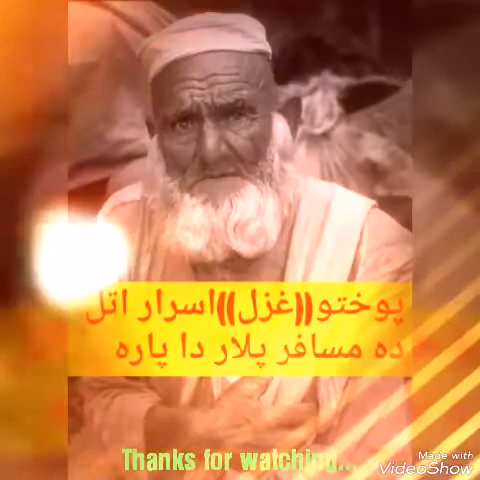 پوختو((غزل))اسرار اتل
ده مسافر پلار دا پاره
Thanks for watching...
Made with
VideoShow